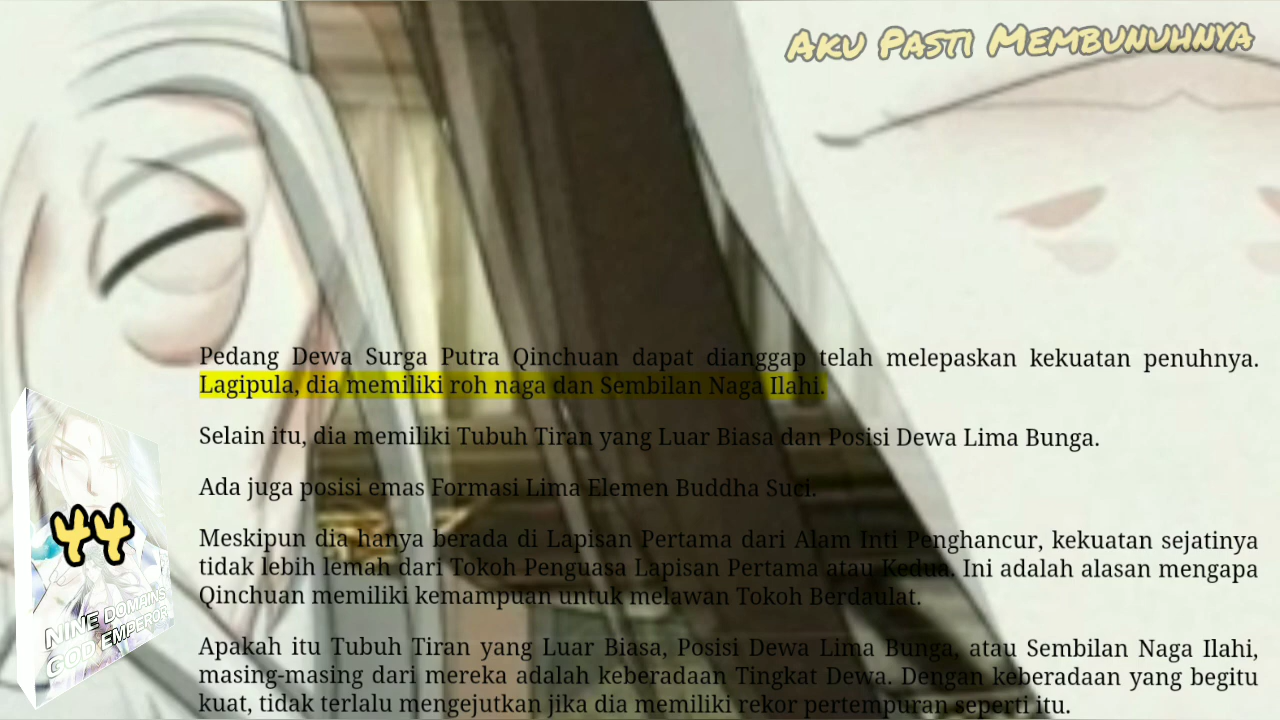 Aku Pasti Membunuhnya
Pedang Dewa Surga Putra Qinchuan dapat dianggap telah melepaskan kekuatan penuhnya.
Lagipula, dia memiliki roh naga dan Sembilan Naga Ilahi.
Selain itu, dia memiliki Tubuh Tiran yang Luar Biasa dan Posisi Dewa Lima Bunga.
Ada juga posisi emas Formasi Lima Elemen Buddha Suci.
Meskipun dia hanya berada di Lapisan Pertama dari Alam Inti Penghancur, kekuatan sejatinya
tidak lebih lemah dari Tokoh Penguasa Lapisan Pertama atau Kedua. Ini adalah alasan mengapa
Qinchuan memiliki kemampuan untuk melawan Tokoh Berdaulat.
Apakah itu Tubuh Tiran yang Luar Biasa, Posisi Dewa Lima Bunga, atau Sembilan Naga Ilahi,
masing-masing dari mereka adalah keberadaan Tingkat Dewa. Dengan keberadaan yang begitu
kuat, tidak terlalu mengejutkan jika dia memiliki rekor pertempuran seperti itu.
44
NINE DOMAINS
GOD EMPEROR